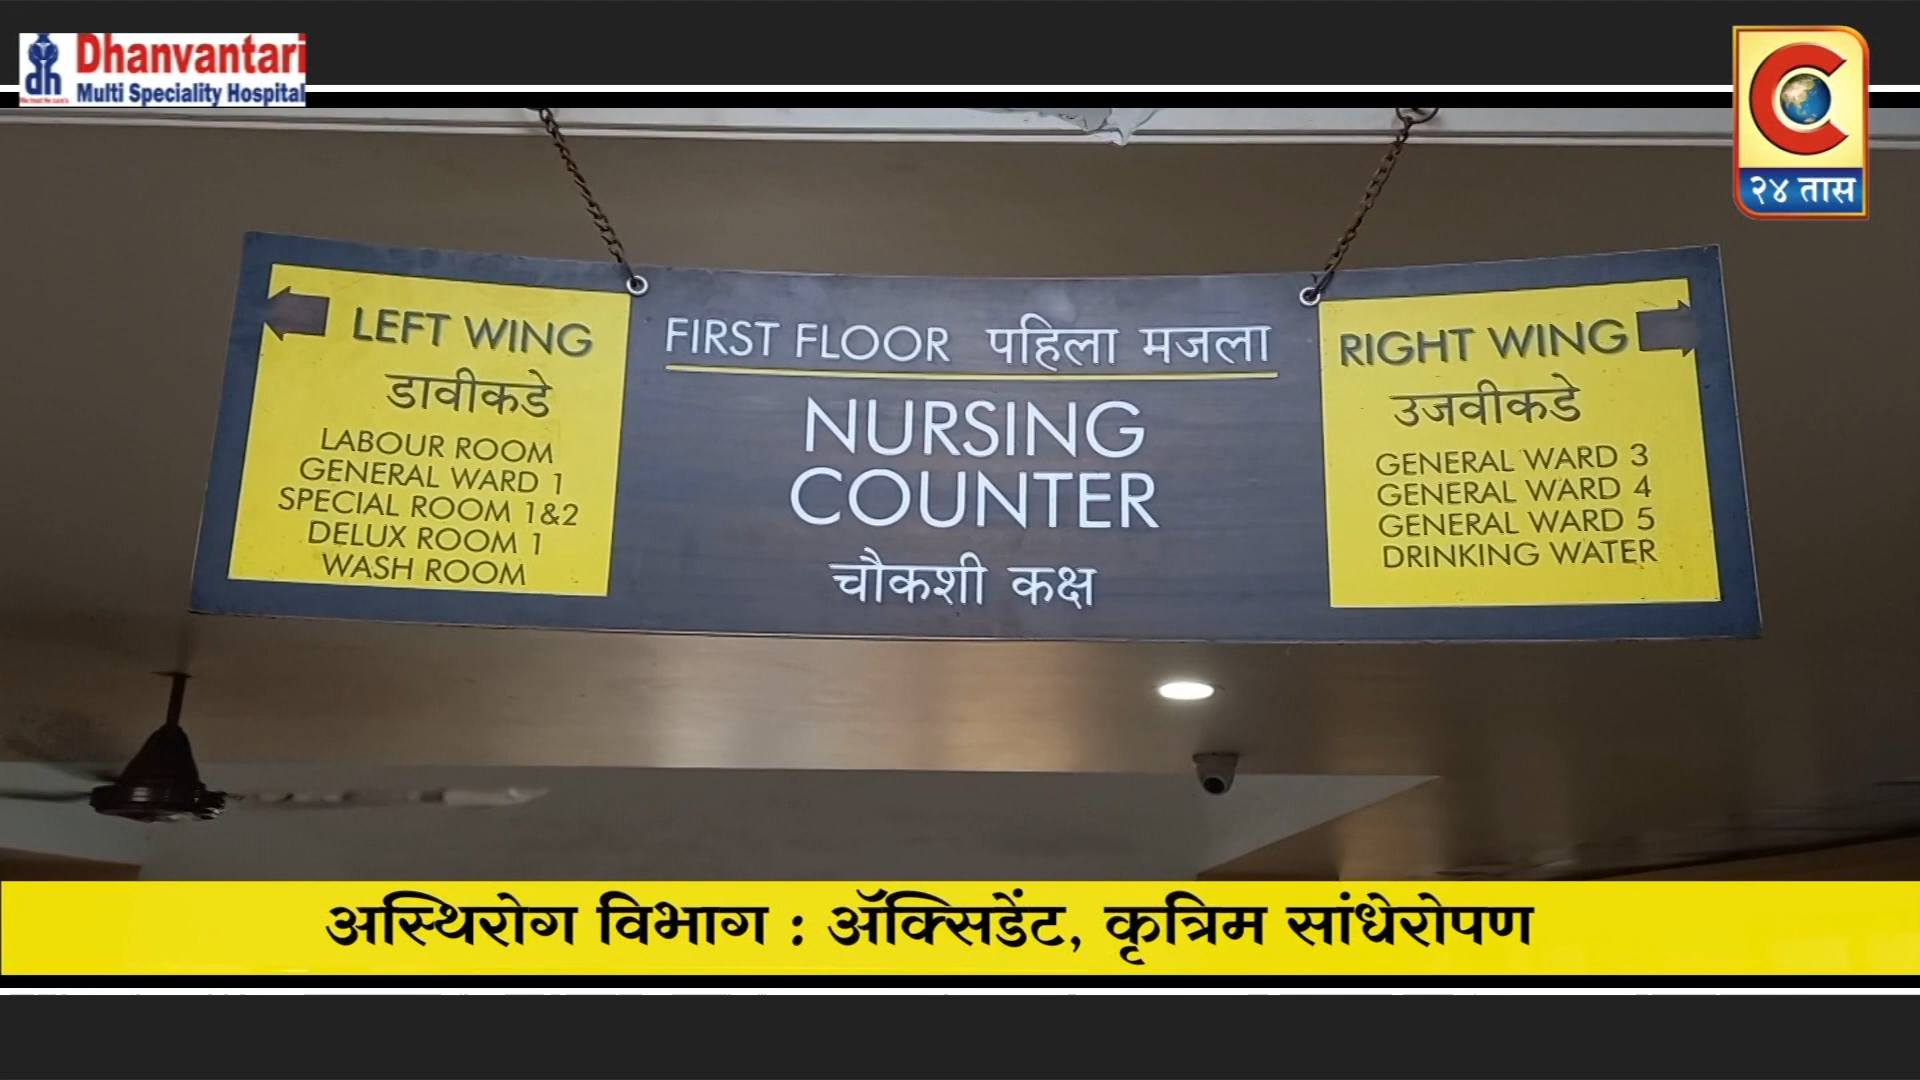 Dhanvantari
Multi Speciality Hospital
२४ तास
LEFT WING
डावीकडे
LABOUR ROOM
GENERAL WARD 1
SPECIAL ROOM 1&2
DELUX ROOM 1
WASH ROOM
FIRST FLOOR पहिला मजला
NURSING
COUNTER
चौकशी कक्ष
RIGHT WING
उजवीकडे
GENERAL WARD 3
GENERAL WARD 4
GENERAL WARD 5
DRINKING WATER
अस्थिरोग विभाग : ॲक्सिडेंट, कृत्रिम सांधेरोपण